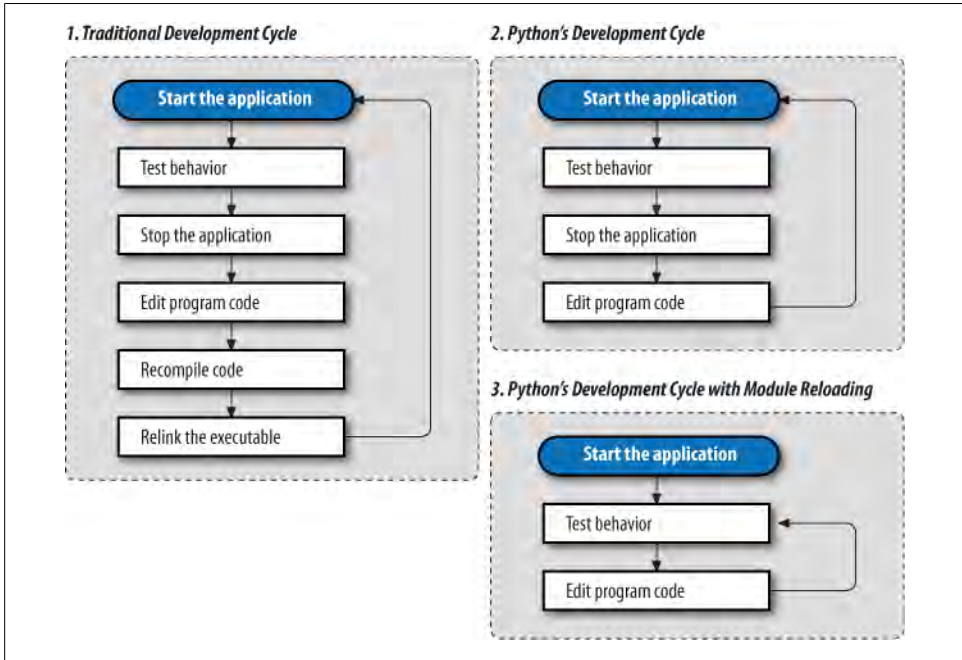 1. Traditional Development Cycle
Start the application
Test behavior
Stop the application
Edit program code
Recompile code
Relink the executable
2. Python's Development Cycle
Start the application
Test behavior
Stop the application
Edit program code
3. Python's Development Cycle with Module Reloading
Start the application
Test behavior
Edit program code